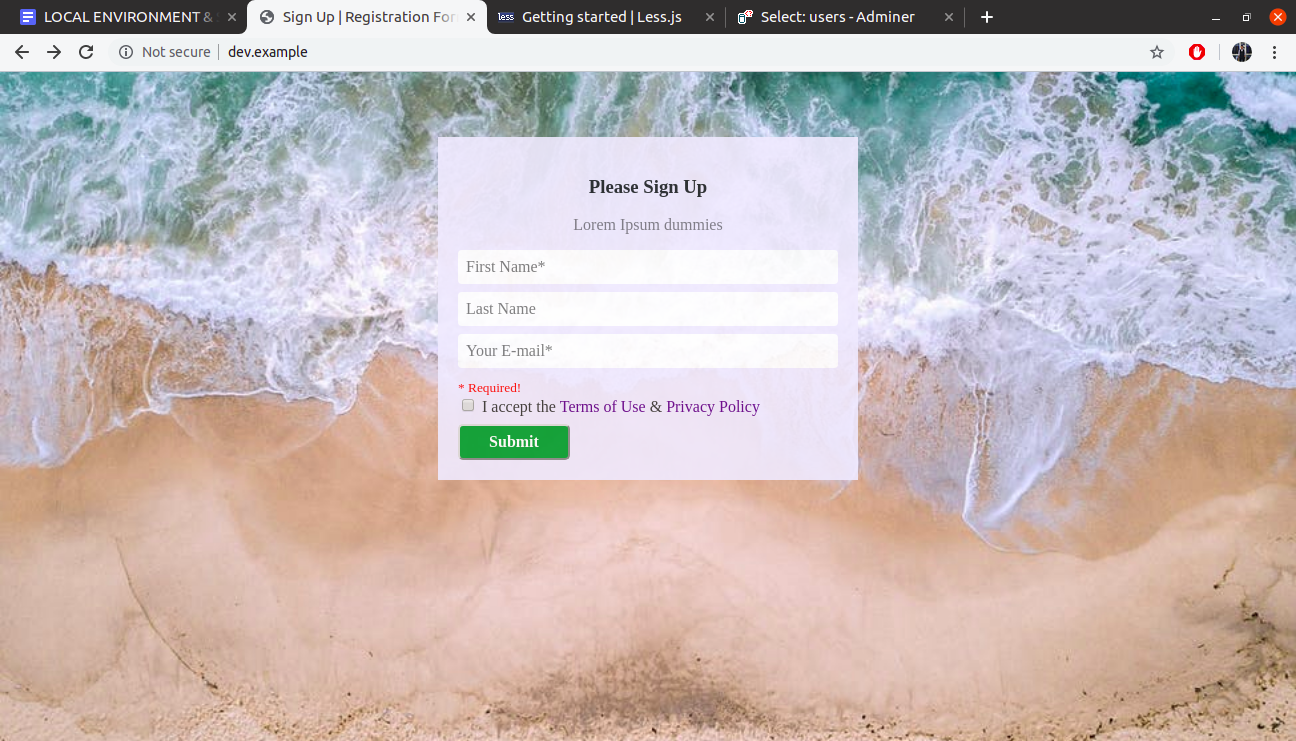 LOCAL ENVIRONMENT &
Sign Up | Registration For
less
Getting started | Less.js
Select: users - Adminer
Not secure
dev.example
Please Sign Up
Lorem Ipsum dummies
First Name*
Last Name
Your E-mail*
* Required!
I accept the Terms of Use & Privacy Policy
Submit